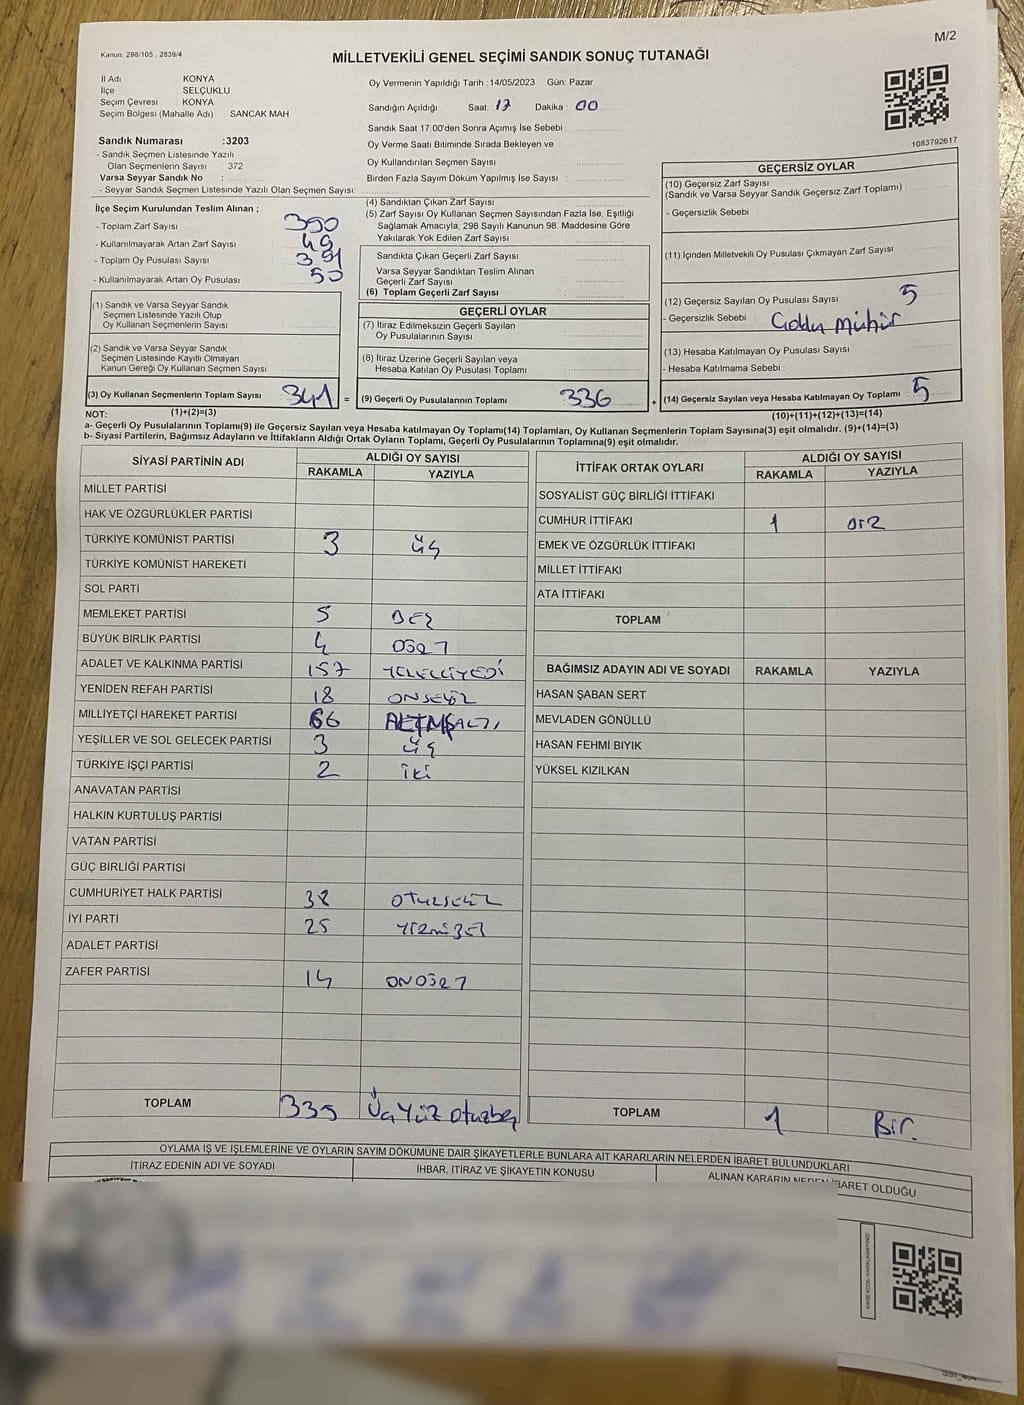 M/2
Kanun: 298/105 , 2839/4
MİLLETVEKİLİ GENEL SEÇİMİ SANDIK SONUÇ TUTANAĞI
İl Adı KONYA
İlçe SELÇUKLU
Seçim Çevresi : KONYA
Seçim Bölgesi (Mahalle Adı) SANCAK MAH
Sandık Numarası :3203
- Sandık Seçmen Listesinde Yazılı
Olan Seçmenlerin Sayısı : 372
Varsa Seyyar Sandık No :
- Seyyar Sandık Seçmen Listesinde Yazılı Olan Seçmen Sayısı:
Oy Vermenin Yapıldığı Tarih :14/05/2023 Gün: Pazar
Sandığın Açıldığı Saat: 17 Dakika : 00
Sandık Saat 17.00'den Sonra Açımış İse Sebebi :
Oy Verme Saati Bitiminde Sırada Bekleyen ve
Oy Kullandırılan Seçmen Sayısı :
Birden Fazla Sayım Döküm Yapılmış İse Sayısı :
1083792617
İlçe Seçim Kurulundan Teslim Alınan ;
- Toplam Zarf Sayısı : 390
- Kullanılmayarak Artan Zarf Sayısı : 49
- Toplam Oy Pusulası Sayısı : 391
- Kullanılmayarak Artan Oy Pusulası : 50
(1) Sandık ve Varsa Seyyar Sandık
Seçmen Listesinde Yazılı Olup
Oy Kullanan Seçmenlerin Sayısı :
(2) Sandık ve Varsa Seyyar Sandık
Seçmen Listesinde Kayıtlı Olmayan
Kanun Gereği Oy Kullanan Seçmen Sayısı :
(3) Oy Kullanan Seçmenlerin Toplam Sayısı 341 =
(1)+(2)=(3)
(4) Sandıktan Çıkan Zarf Sayısı :
(5) Zarf Sayısı Oy Kullanan Seçmen Sayısından Fazla İse, Eşitliği
Sağlamak Amacıyla, 298 Sayılı Kanunun 98. Maddesine Göre
Yakılarak Yok Edilen Zarf Sayısı :
Sandıkta Çıkan Geçerli Zarf Sayısı :
Varsa Seyyar Sandıktan Teslim Alınan
Geçerli Zarf Sayısı :
(6) Toplam Geçerli Zarf Sayısı :
GEÇERLİ OYLAR
(7) İtiraz Edilmeksizin Geçerli Sayılan
Oy Pusulalarının Sayısı :
(8) İtiraz Üzerine Geçerli Sayılan veya
Hesaba Katılan Oy Pusulası Toplamı :
(9) Geçerli Oy Pusulalarının Toplamı : 336 +
GEÇERSİZ OYLAR
(10) Geçersiz Zarf Sayısı
(Sandık ve Varsa Seyyar Sandık Geçersiz Zarf Toplamı) :
- Geçersizlik Sebebi :
(11) İçinden Milletvekili Oy Pusulası Çıkmayan Zarf Sayısı
(12) Geçersiz Sayılan Oy Pusulası Sayısı : 5
- Geçersizlik Sebebi : Mühür
(13) Hesaba Katılmayan Oy Pusulası Sayısı :
- Hesaba Katılmama Sebebi :
(14) Geçersiz Sayılan veya Hesaba Katılmayan Oy Toplamı : 5
(10)+(11)+(12)+(13)=(14)
NOT:
a- Geçerli Oy Pusulalarının Toplamı(9) ile Geçersiz Sayılan veya Hesaba Katılmayan Oy Toplamı(14) Toplamları, Oy Kullanan Seçmenlerin Toplam Sayısına(3) eşit olmalıdır. (9)+(14)=(3)
b- Siyasi Partilerin, Bağımsız Adayların ve İttifakların Aldığı Ortak Oyların Toplamı, Geçerli Oy Pusulalarının Toplamına(9) eşit olmalıdır.
SİYASİ PARTİNİN ADI ALDIĞI OY SAYISI
RAKAMLA YAZIYLA
MİLLET PARTİSİ
HAK VE ÖZGÜRLÜKLER PARTİSİ
TÜRKİYE KOMÜNİST PARTİSİ 3 üç
TÜRKİYE KOMÜNİST HAREKETİ
SOL PARTİ
MEMLEKET PARTİSİ 5
BÜYÜK BİRLİK PARTİSİ 4
ADALET VE KALKINMA PARTİSİ 157
YENİDEN REFAH PARTİSİ 18 ONSEKİZ
MİLLİYETÇİ HAREKET PARTİSİ 66 ALTMIŞALTI
YEŞİLLER VE SOL GELECEK PARTİSİ 3 üç
TÜRKİYE İŞÇİ PARTİSİ 2 iki
ANAVATAN PARTİSİ
HALKIN KURTULUŞ PARTİSİ
VATAN PARTİSİ
GÜÇ BİRLİĞİ PARTİSİ
CUMHURİYET HALK PARTİSİ 38 OTUZSEKİZ
İYİ PARTİ 25
ADALET PARTİSİ
ZAFER PARTİSİ 14
TOPLAM 335 Üçyüz otuzbeş
İTTİFAK ORTAK OYLARI ALDIĞI OY SAYISI
RAKAMLA YAZIYLA
SOSYALİST GÜÇ BİRLİĞİ İTTİFAKI
CUMHUR İTTİFAKI 1
EMEK VE ÖZGÜRLÜK İTTİFAKI
MİLLET İTTİFAKI
ATA İTTİFAKI
TOPLAM
BAĞIMSIZ ADAYIN ADI VE SOYADI RAKAMLA YAZIYLA
HASAN ŞABAN SERT
MEVLADEN GÖNÜLLÜ
HASAN FEHMİ BIYIK
YÜKSEL KIZILKAN
TOPLAM 1 Bir.
OYLAMA İŞ VE İŞLEMLERİNE VE OYLARIN SAYIM DÖKÜMÜNE DAİR ŞİKAYETLERLE BUNLARA AİT KARARLARIN NELERDEN İBARET BULUNDUKLARI
İTİRAZ EDENİN ADI VE SOYADI İHBAR, İTİRAZ VE ŞİKAYETİN KONUSU ALINAN KARARIN NEDEN İBARET OLDUĞU